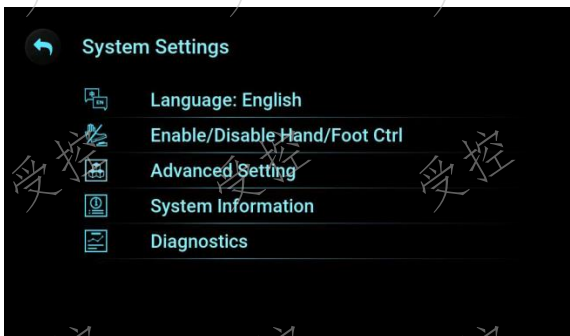 System Settings
Language: English
Enable/Disable Hand/Foot Ctrl
Advanced Setting
System Information
Diagnostics
受控
受控
受控